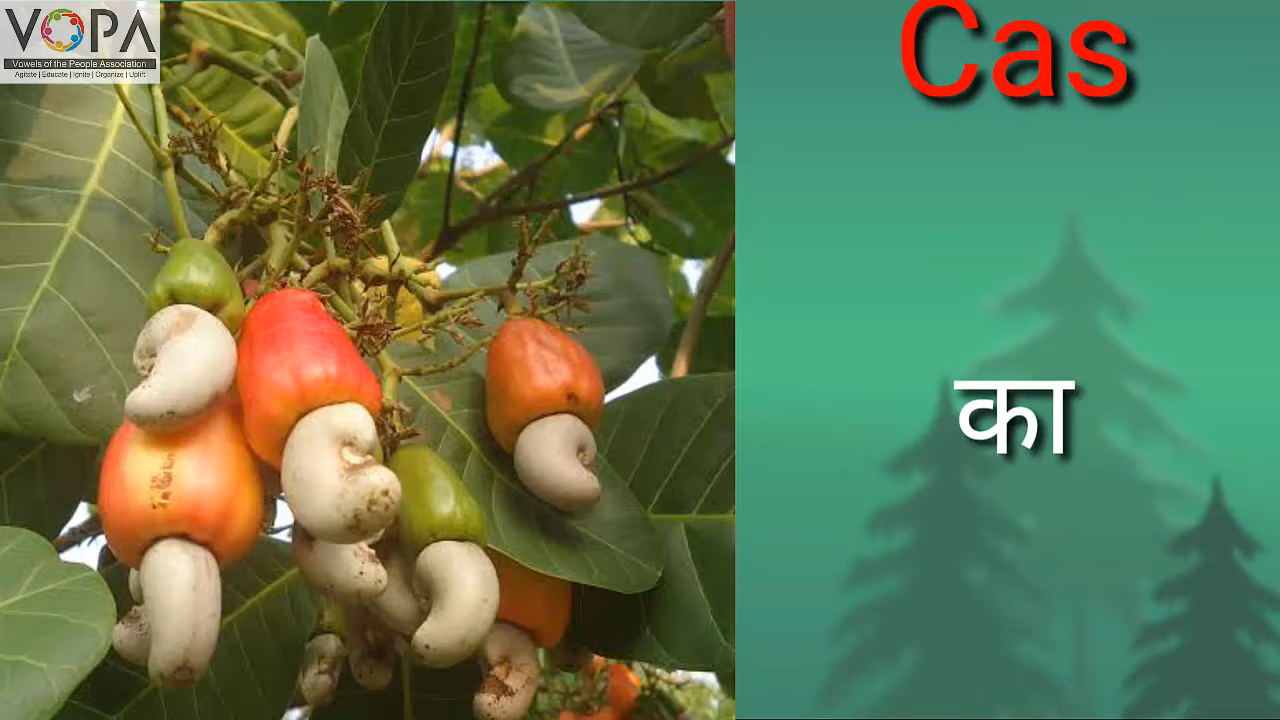 VOPA
Vowels of the People Association
Agitate | Educate | Ignite | Organize | Uplift
Cas
का